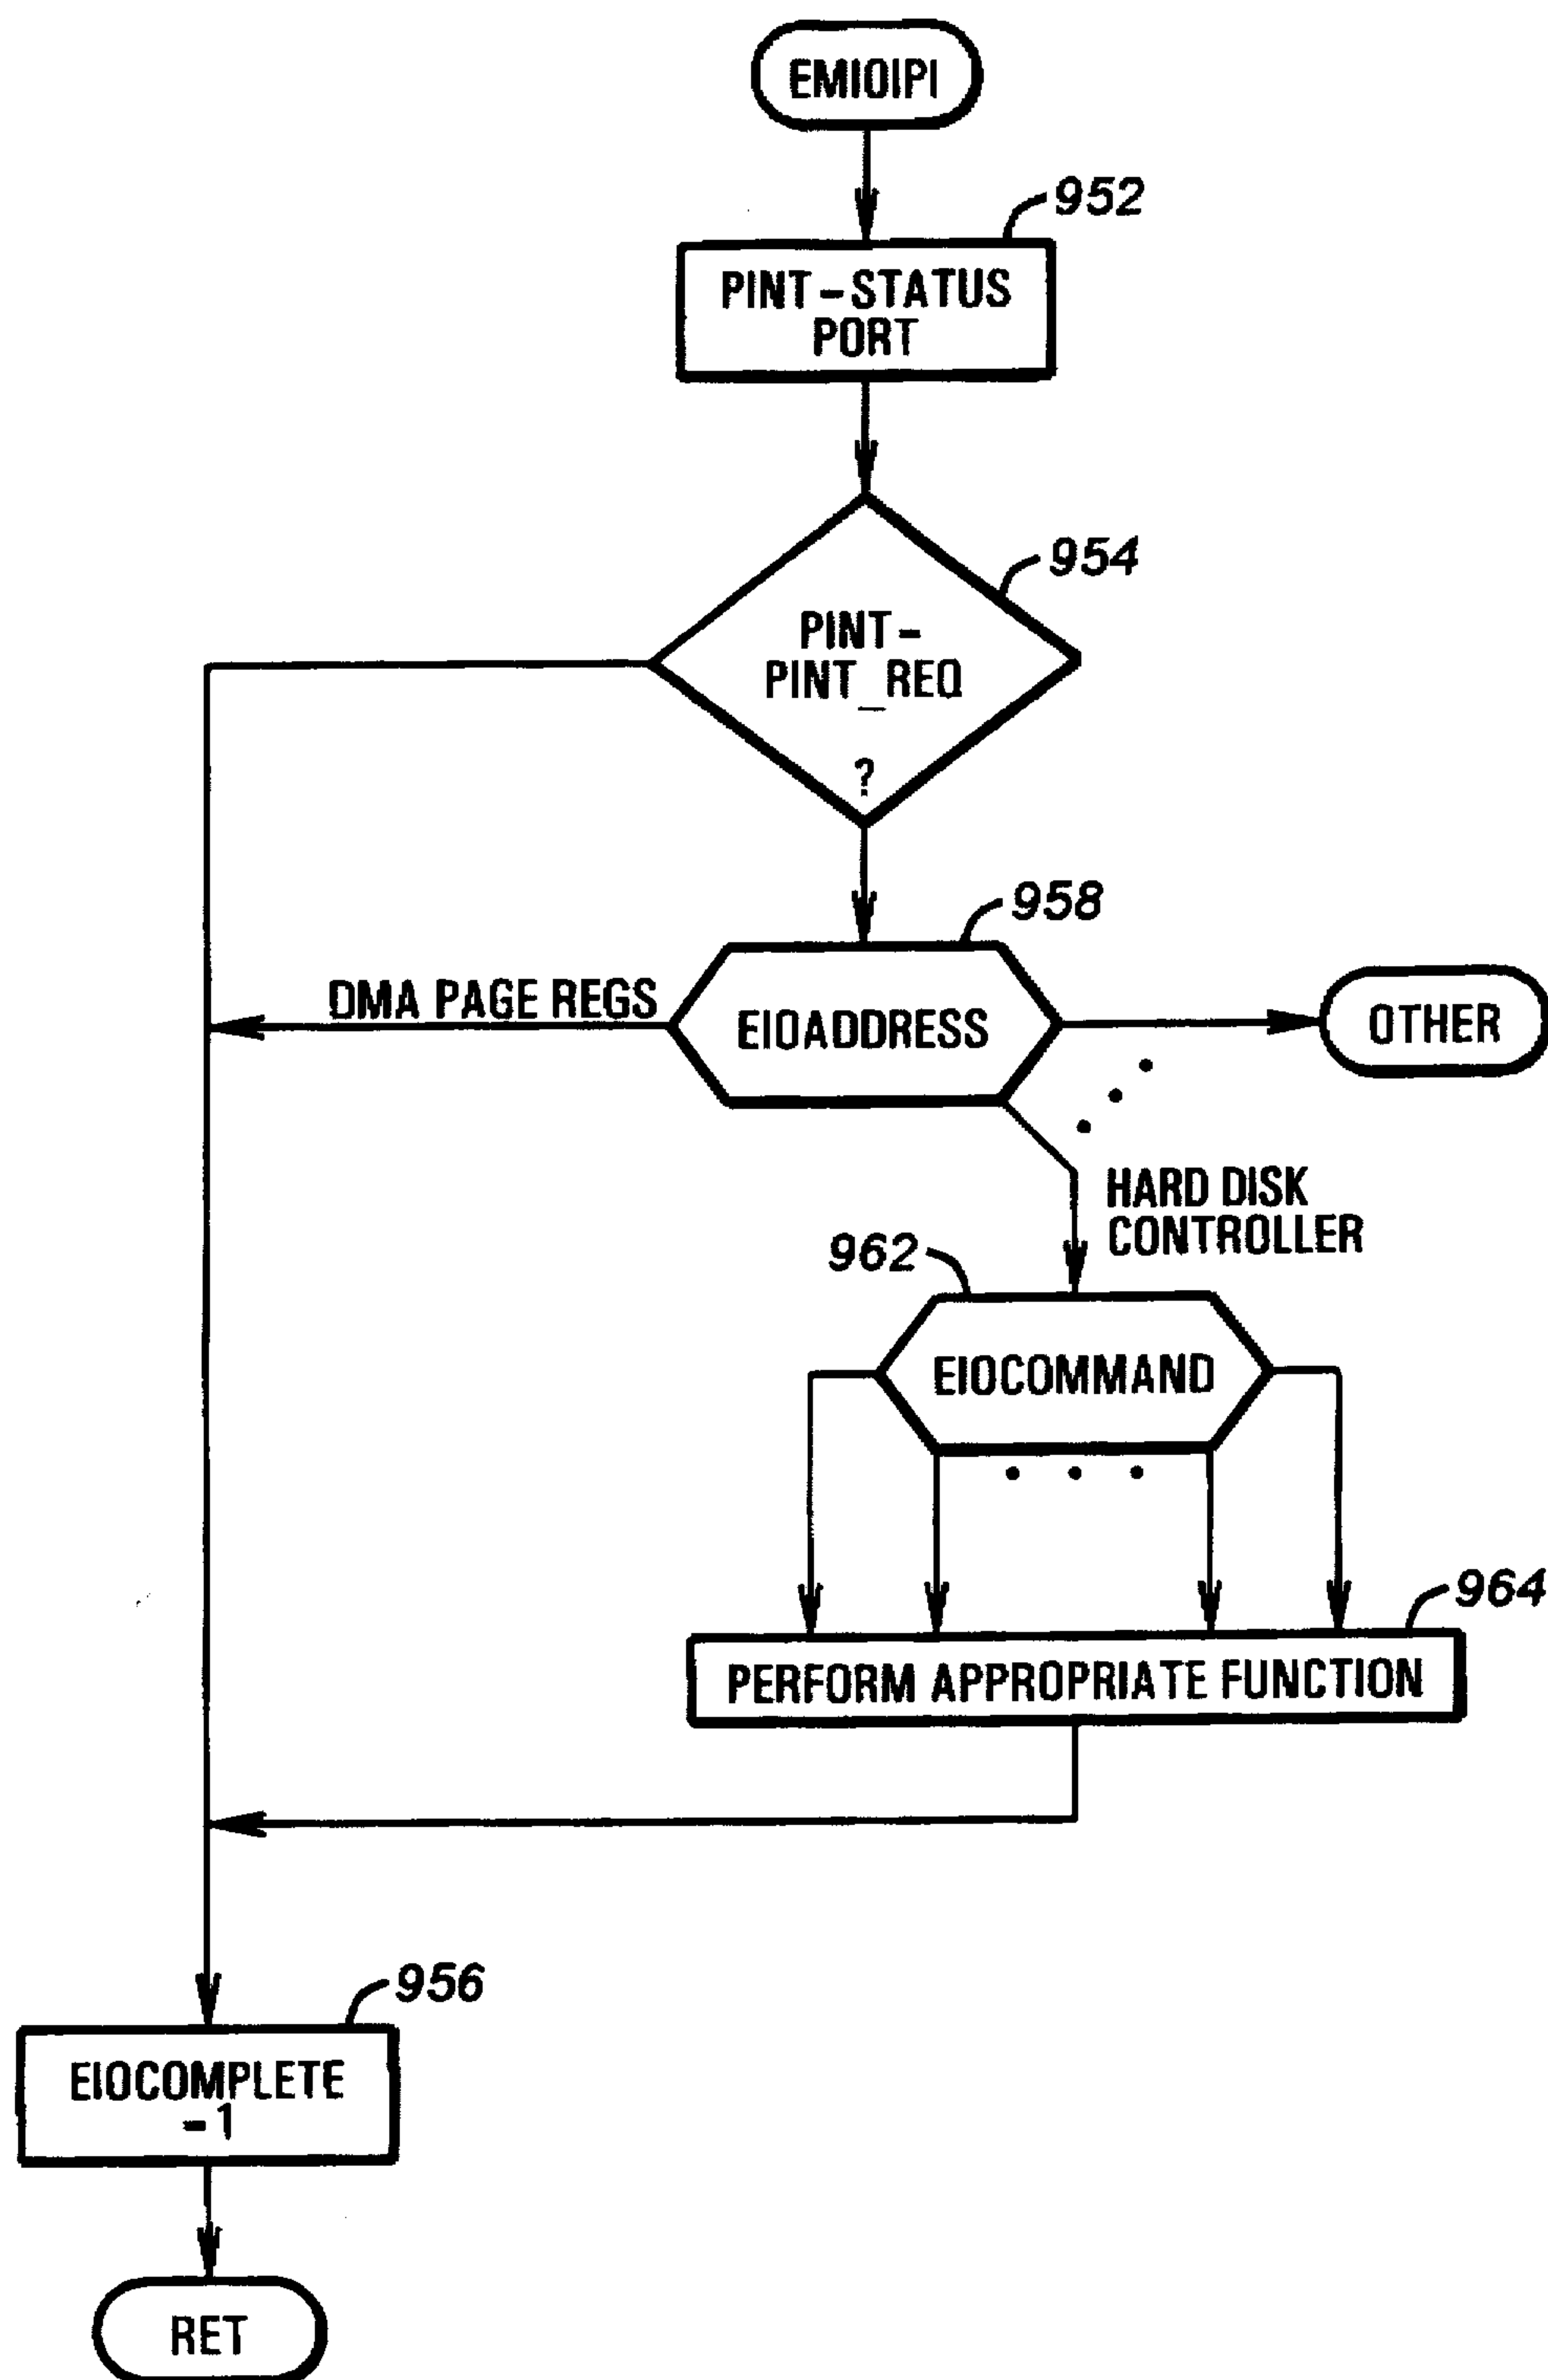 EMIOIPI
952
PINT-STATUS
PORT
954
PINT-
PINT_REQ
?
958
DMA PAGE REGS
EIOADDRESS
OTHER
HARD DISK
CONTROLLER
962
EIOCOMMAND
964
PERFORM APPROPRIATE FUNCTION
956
EIOCOMPLETE
-1
RET